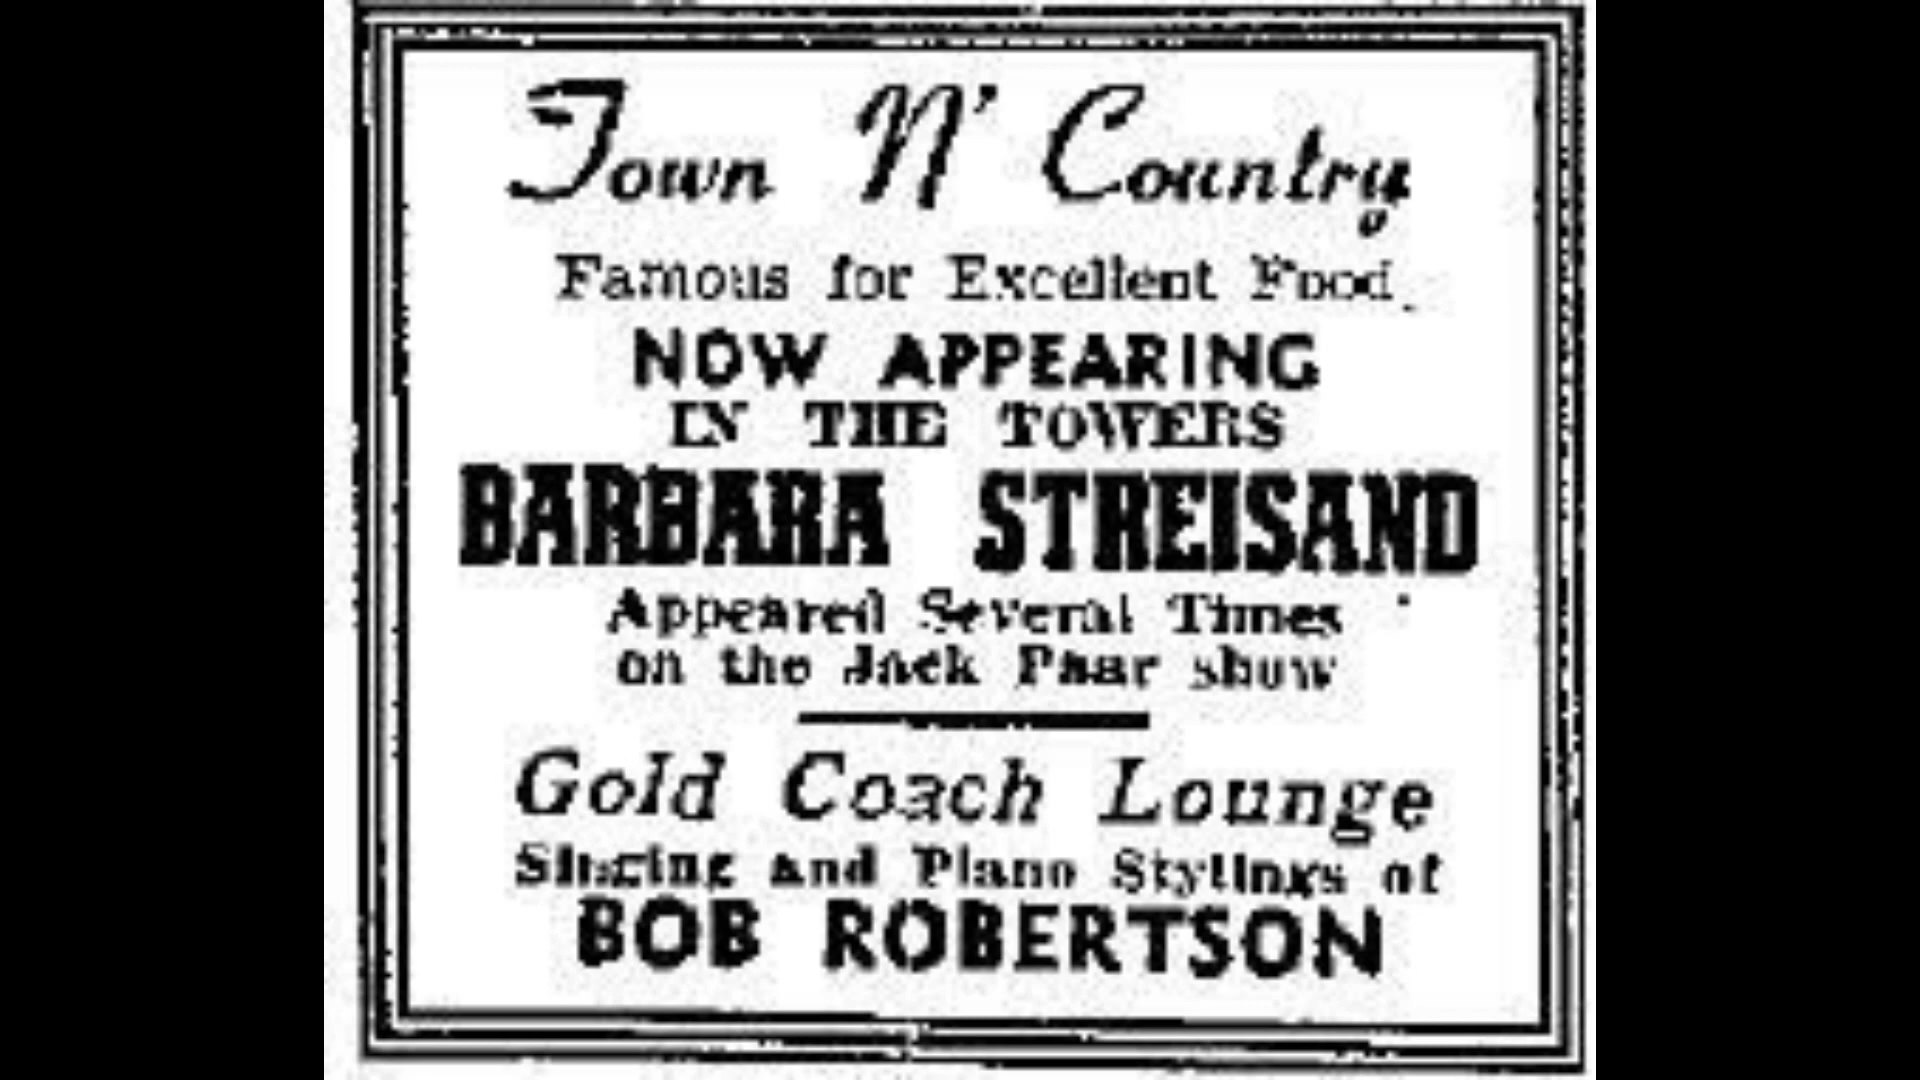 Town N' Country
Famous for Excellent Food
NOW APPEARING
IN THE TOWERS
BARBARA STREISAND
Appeared Several Times
on the Jack Paar show
Gold Coach Lounge
Singing and Piano Stylings of
BOB ROBERTSON